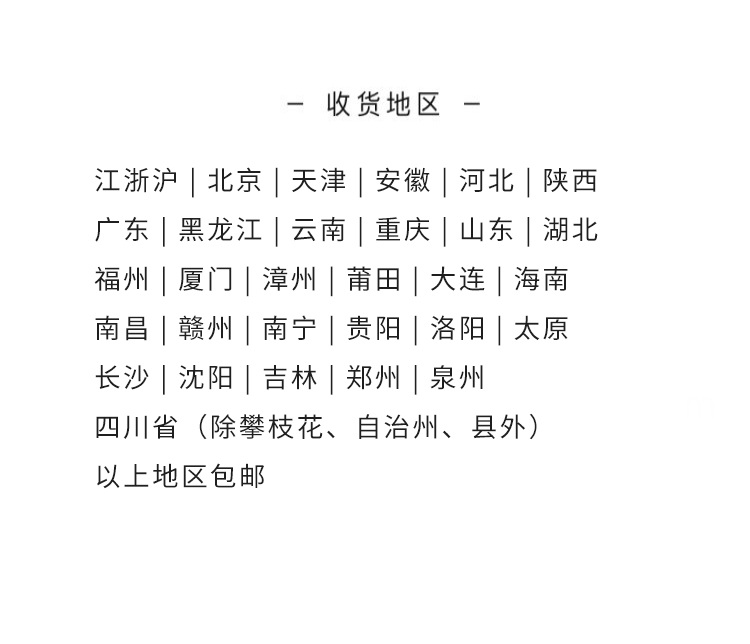 — 收货地区 —
江浙沪 | 北京 | 天津 | 安徽 | 河北 | 陕西
广东 | 黑龙江 | 云南 | 重庆 | 山东 | 湖北
福州 | 厦门 | 漳州 | 莆田 | 大连 | 海南
南昌 | 赣州 | 南宁 | 贵阳 | 洛阳 | 太原
长沙 | 沈阳 | 吉林 | 郑州 | 泉州
四川省（除攀枝花、自治州、县外）
以上地区包邮